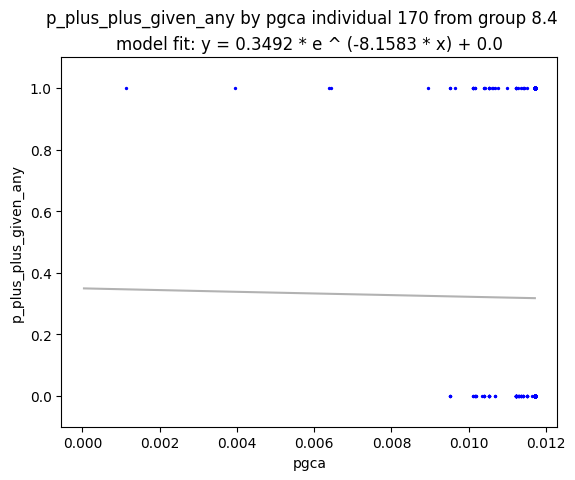 p_plus_plus_given_any by pgca individual 170 from group 8.4
model fit: y = 0.3492 * e ^ (-8.1583 * x) + 0.0
1.0
0.8
0.6
0.4
0.2
0.0
p_plus_plus_given_any
0.000 0.002 0.004 0.006 0.008 0.010 0.012
pgca